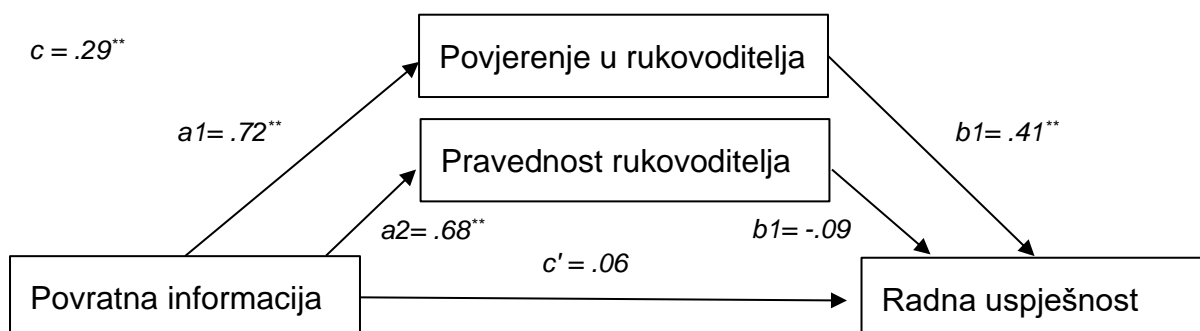 c = .29**
Povjerenje u rukovoditelja
a1= .72**
b1= .41**
Pravednost rukovoditelja
a2= .68**
b1= -.09
c' = .06
Povratna informacija
Radna uspješnost